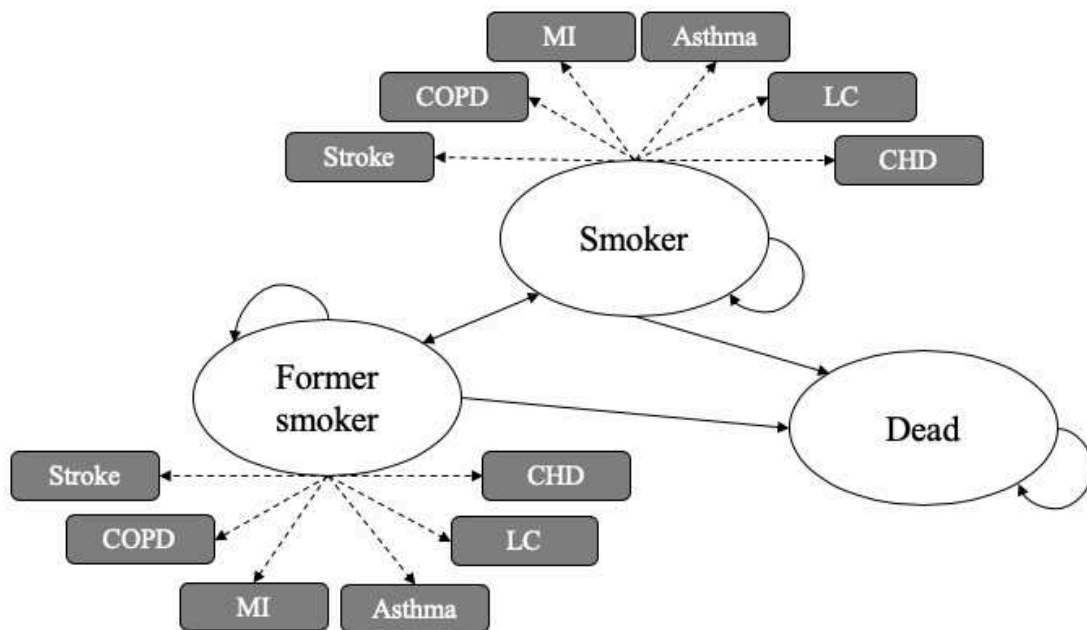 MI
Asthma
COPD
LC
Stroke
CHD
Smoker
Former
smoker
Dead
Stroke
CHD
COPD
LC
MI
Asthma